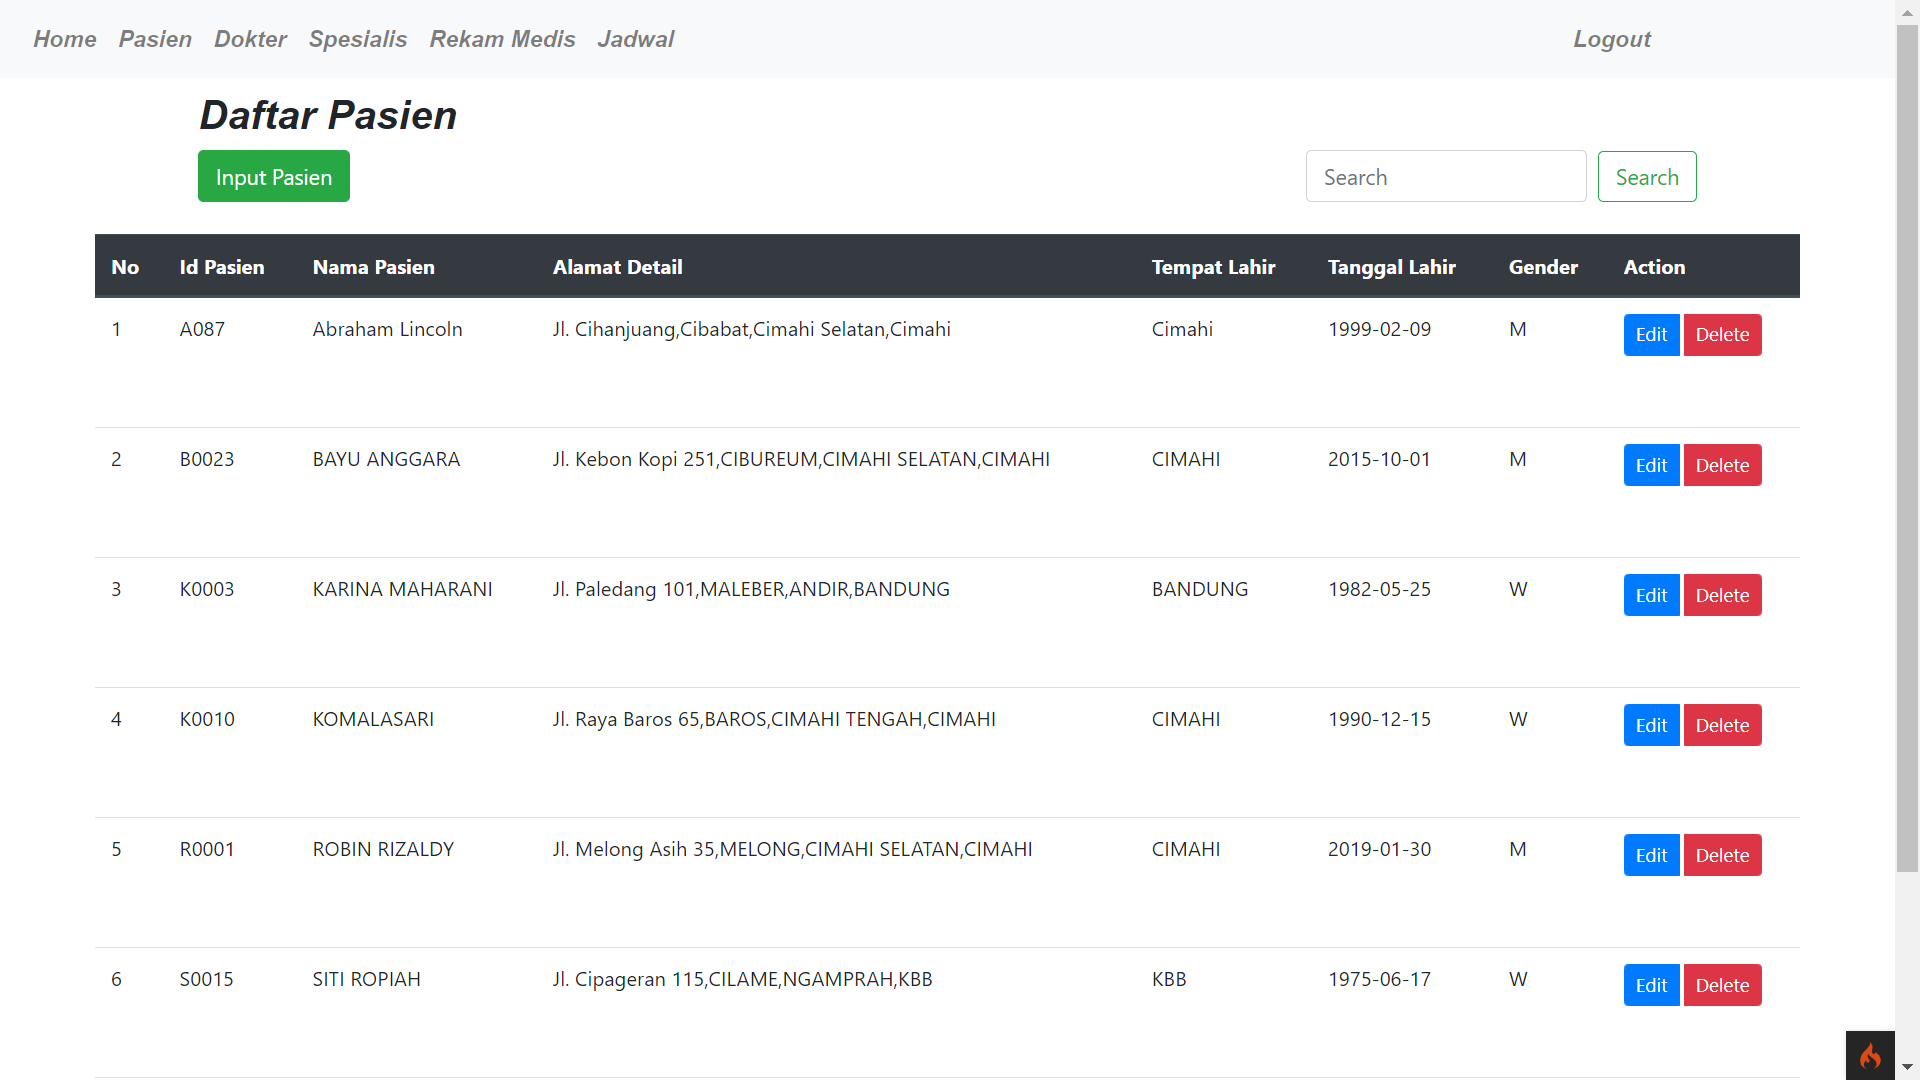 Home Pasien Dokter Spesialis Rekam Medis Jadwal Logout
Daftar Pasien
Input Pasien Search Search
No Id Pasien Nama Pasien Alamat Detail Tempat Lahir Tanggal Lahir Gender Action
1 A087 Abraham Lincoln Jl. Cihanjuang,Cibabat,Cimahi Selatan,Cimahi Cimahi 1999-02-09 M Edit Delete
2 B0023 BAYU ANGGARA Jl. Kebon Kopi 251,CIBUREUM,CIMAHI SELATAN,CIMAHI CIMAHI 2015-10-01 M Edit Delete
3 K0003 KARINA MAHARANI Jl. Paledang 101,MALEBER,ANDIR,BANDUNG BANDUNG 1982-05-25 W Edit Delete
4 K0010 KOMALASARI Jl. Raya Baros 65,BAROS,CIMAHI TENGAH,CIMAHI CIMAHI 1990-12-15 W Edit Delete
5 R0001 ROBIN RIZALDY Jl. Melong Asih 35,MELONG,CIMAHI SELATAN,CIMAHI CIMAHI 2019-01-30 M Edit Delete
6 S0015 SITI ROPIAH Jl. Cipageran 115,CILAME,NGAMPRAH,KBB KBB 1975-06-17 W Edit Delete